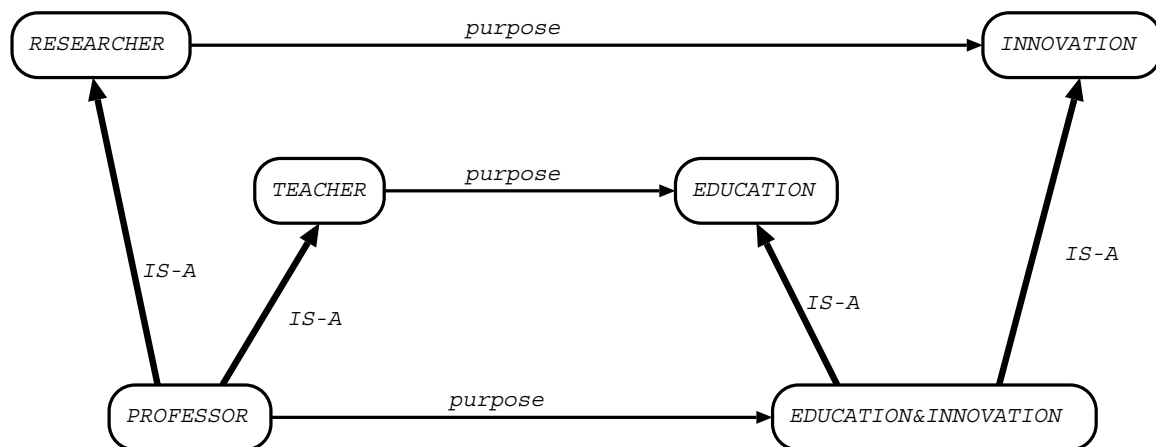 purpose
RESEARCHER
INNOVATION
purpose
TEACHER
EDUCATION
IS-A
IS-A
IS-A
IS-A
purpose
PROFESSOR
EDUCATION&INNOVATION